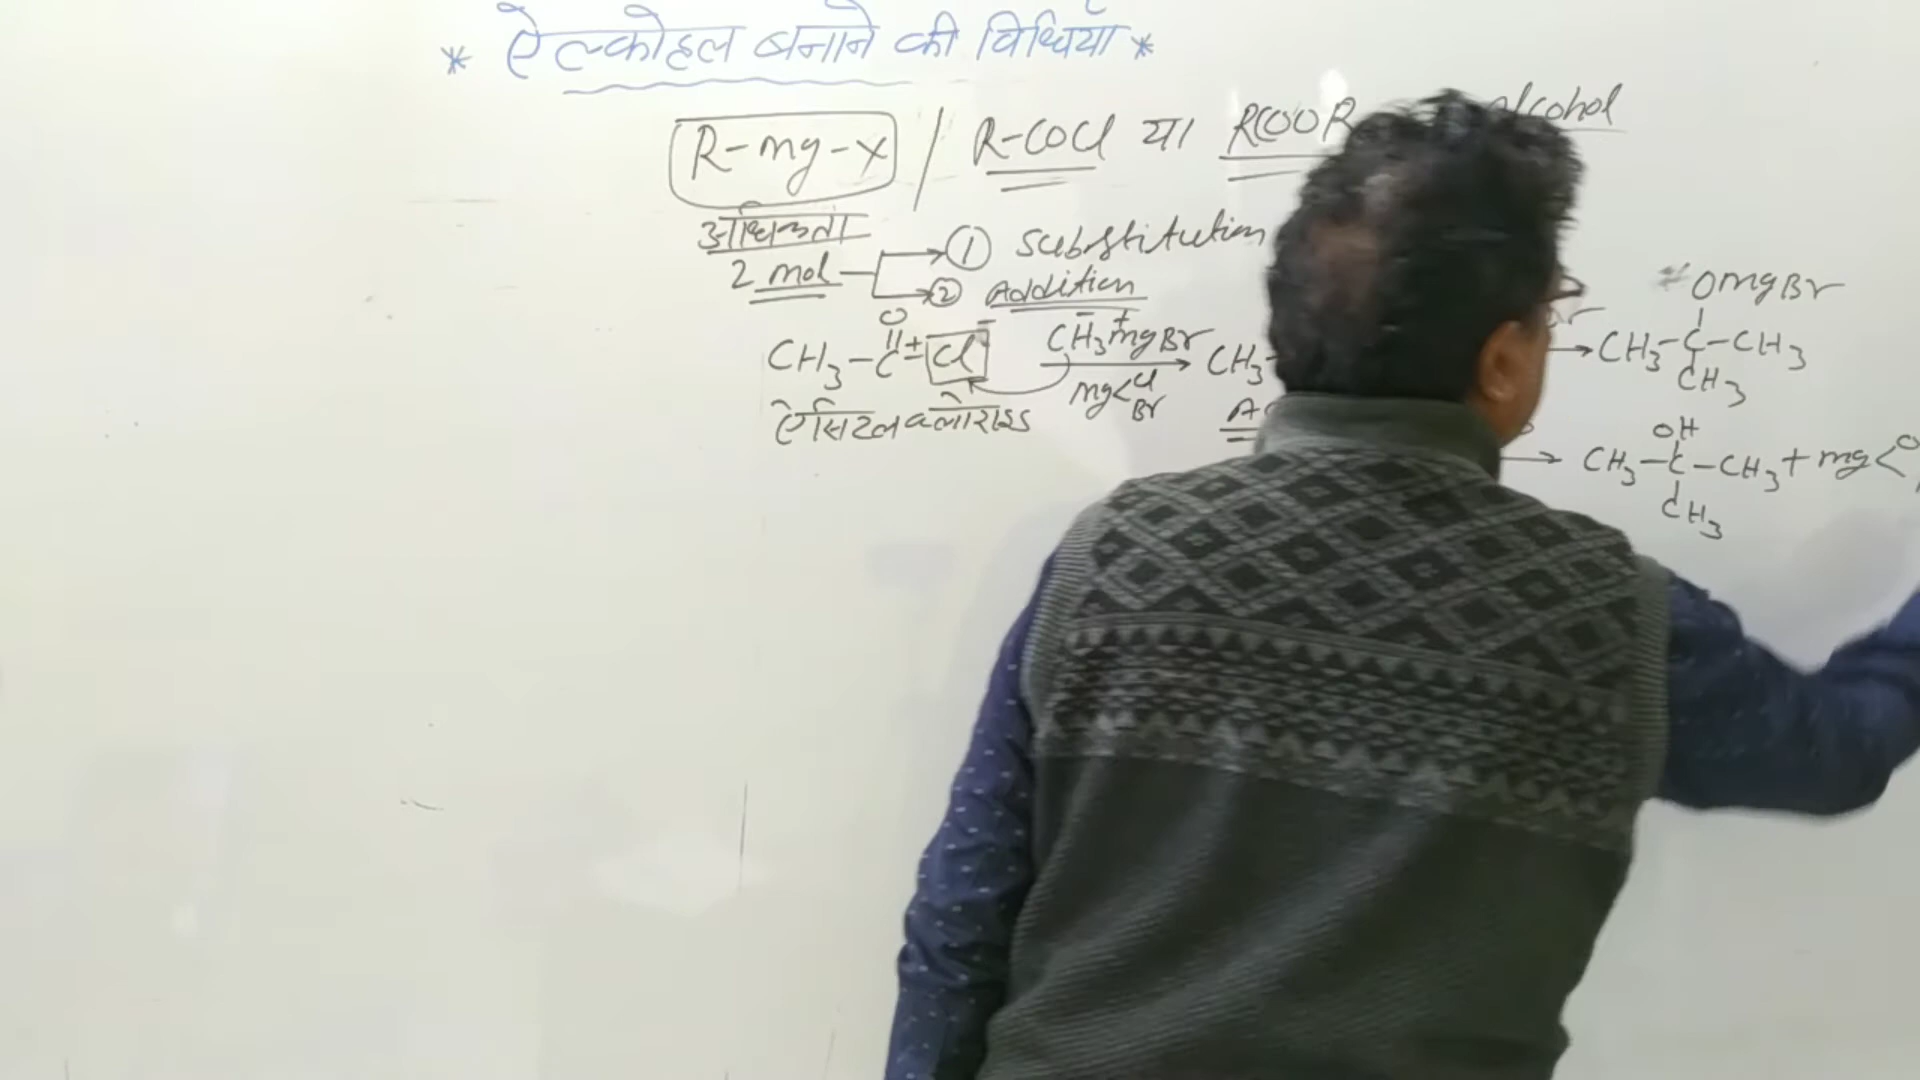 * ऐल्कोहल बनाने की विधियाँ *
R-mg-x / R-COCl या RCOOR alcohol
अधिकता
2 mol → ① Substitution
→ ② Addition
O OmgBr
CH3-C-Cl CH3mgBr → CH3 → CH3-C-CH3
mg<Cl Br CH3
ऐसिटिल क्लोराइड
OH
→ CH3-C-CH3 + mg<
CH3